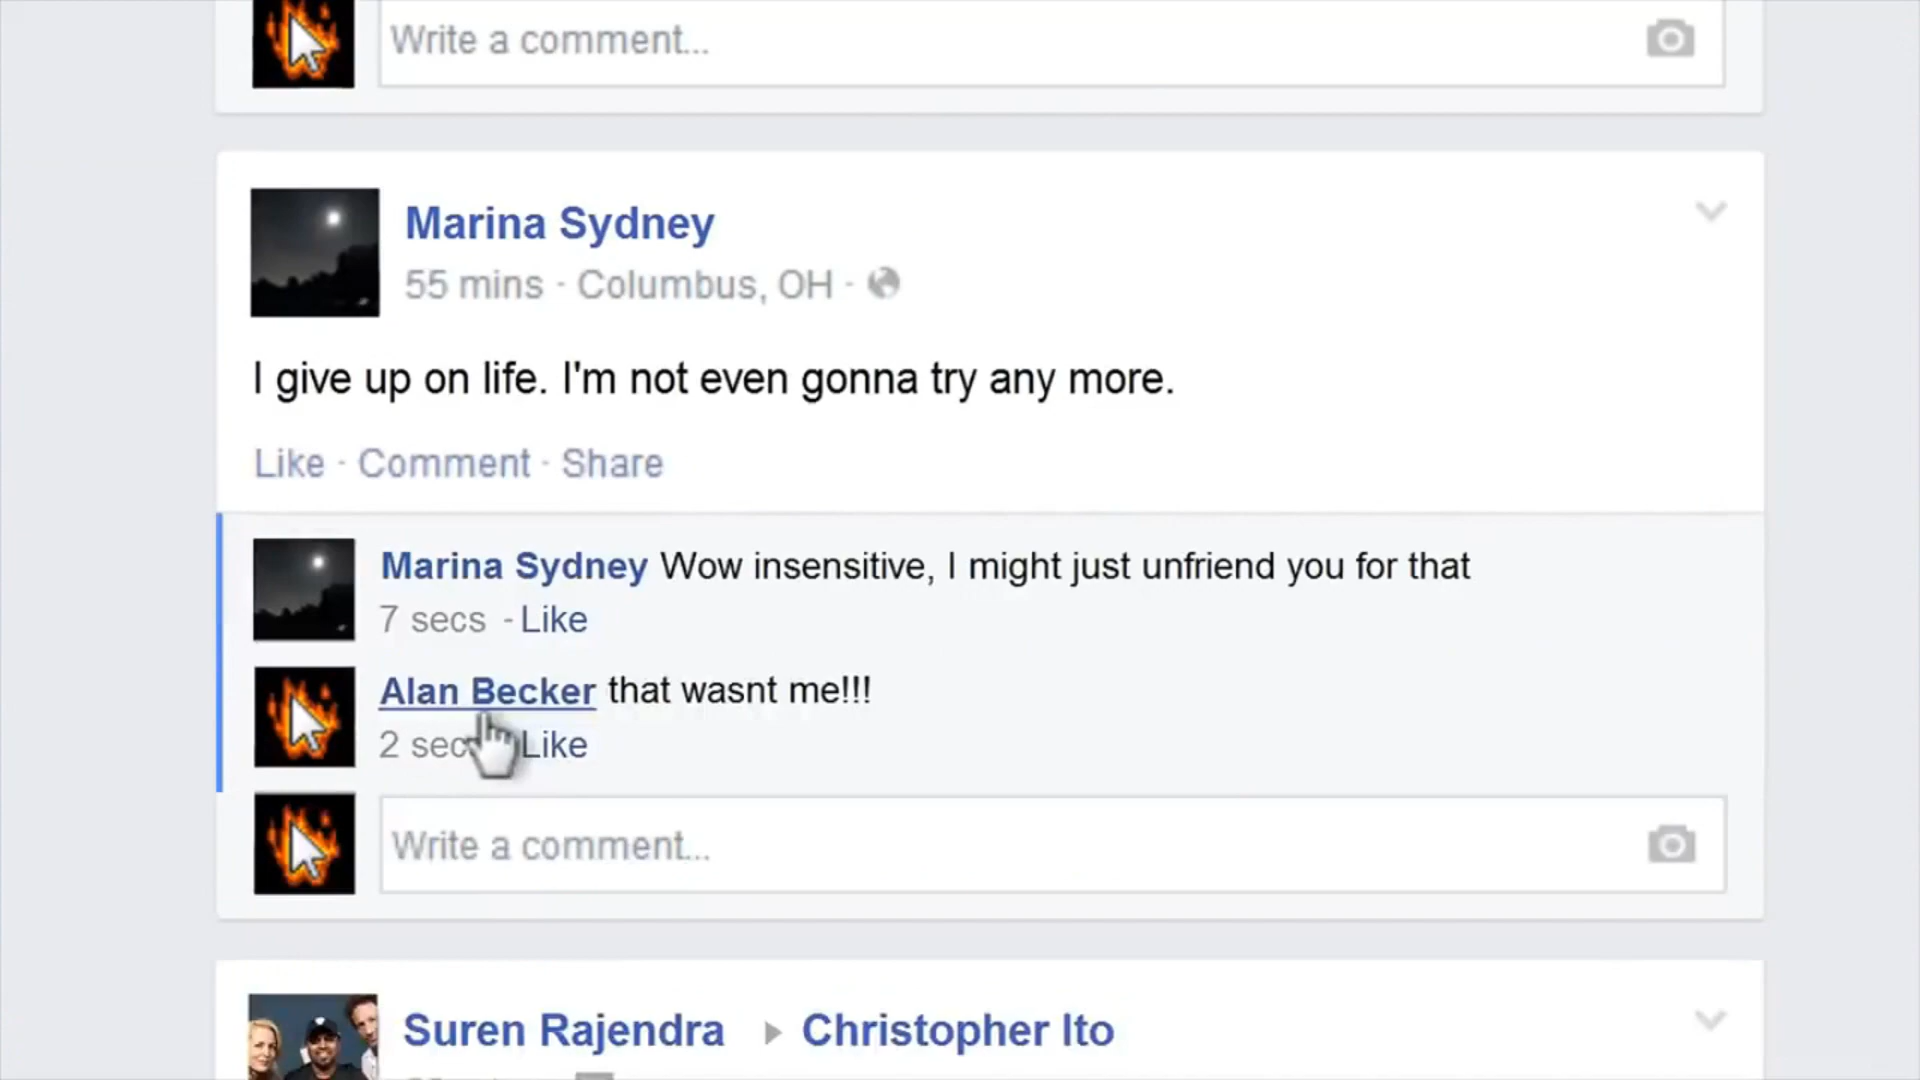 Write a comment...
Marina Sydney
55 mins · Columbus, OH ·
I give up on life. I'm not even gonna try any more.
Like · Comment · Share
Marina Sydney Wow insensitive, I might just unfriend you for that
7 secs - Like
Alan Becker that wasnt me!!!
2 sec Like
Write a comment...
Suren Rajendra ▸ Christopher Ito